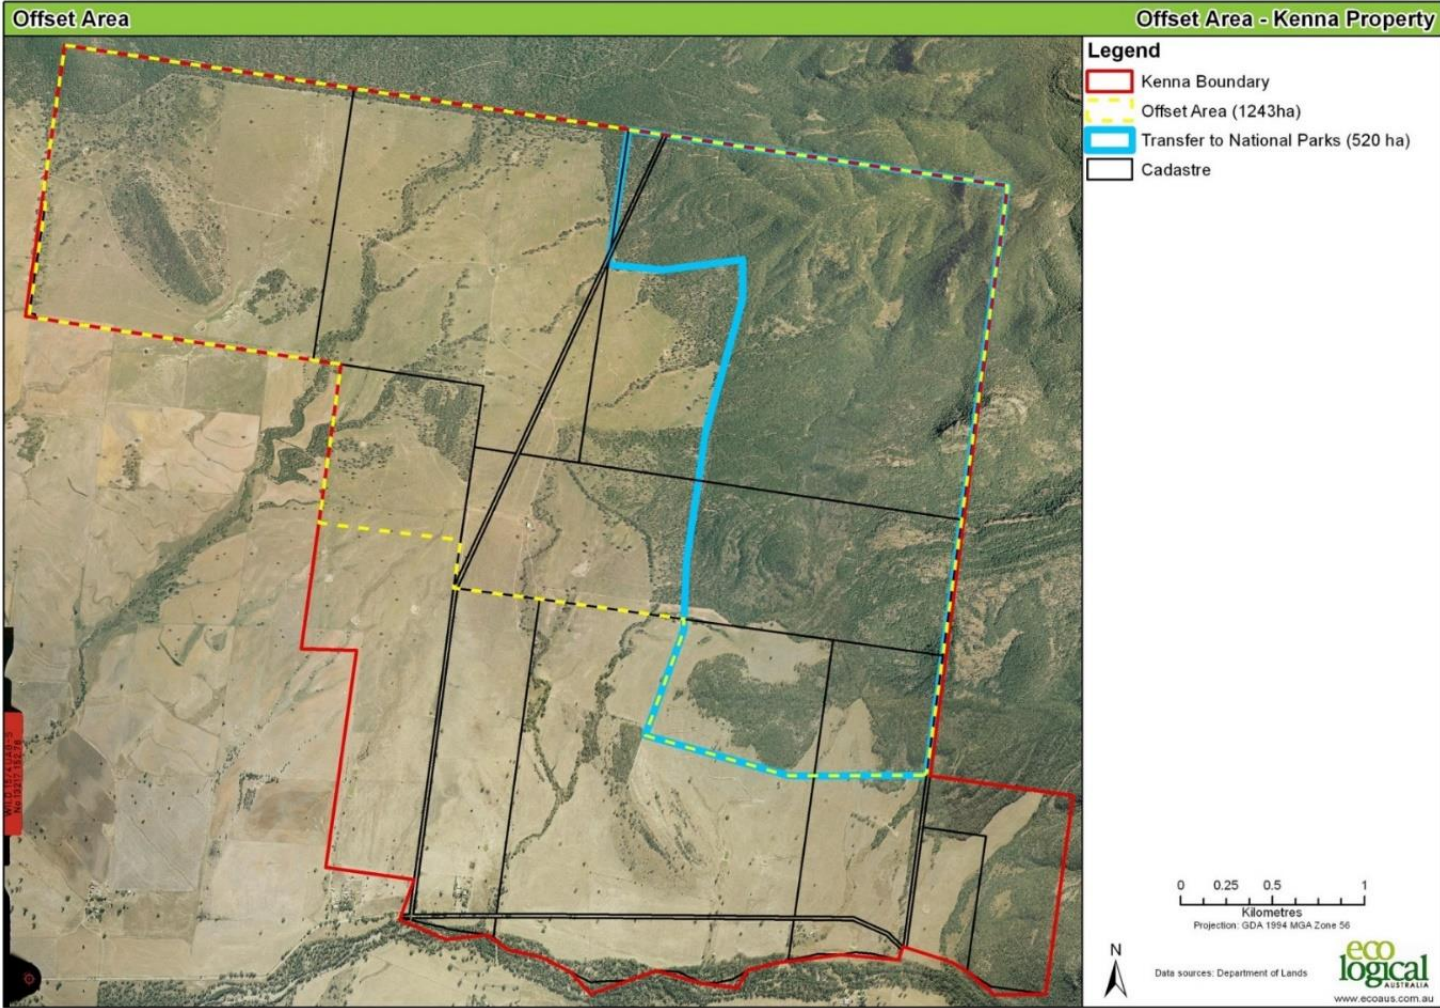 Offset Area
Offset Area - Kenna Property
Legend
Kenna Boundary
Offset Area (1243ha)
Transfer to National Parks (520 ha)
Cadastre
0 0.25 0.5 1
Kilometres
Projection: GDA 1994 MGA Zone 56
N
Data sources: Department of Lands
eco
logical
AUSTRALIA
www.ecoaus.com.au